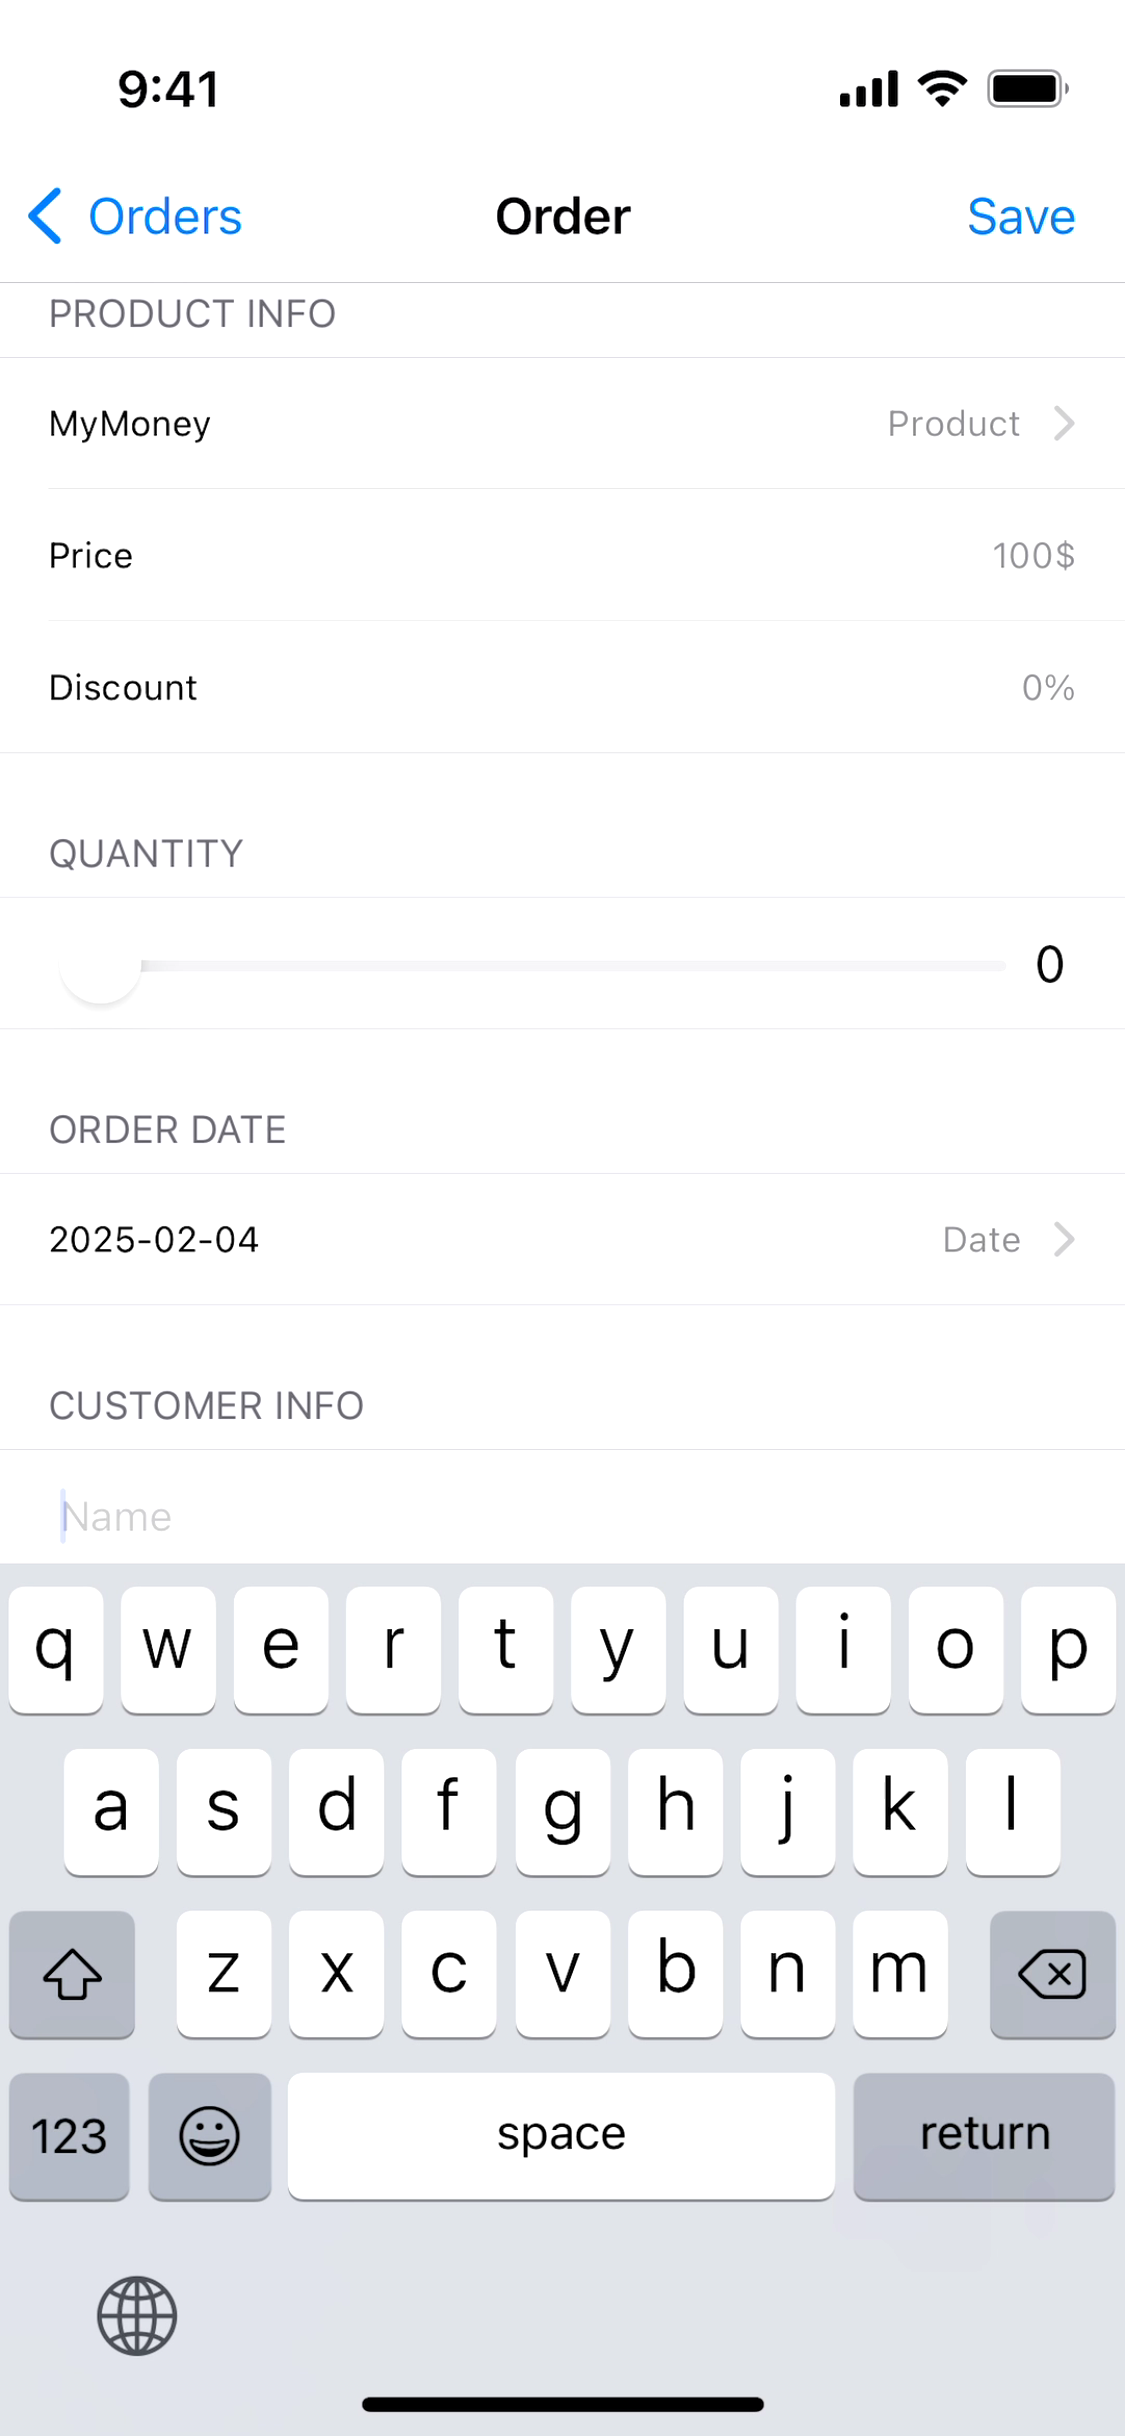 9:41
Orders Order Save
PRODUCT INFO
MyMoney Product
Price 100$
Discount 0%
QUANTITY
0
ORDER DATE
2025-02-04 Date
CUSTOMER INFO
Name
q w e r t y u i o p
a s d f g h j k l
z x c v b n m
123 space return